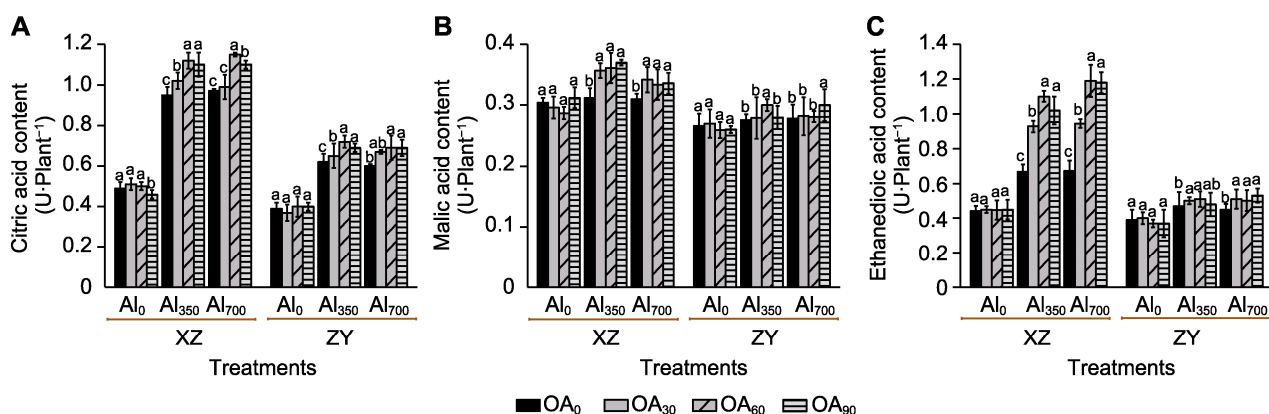 A
Citric acid content
(U·Plant⁻¹)
1.2
1.0
0.8
0.6
0.4
0.2
0
a a a b
c c a a
c c a b
a a a a
b b a a
b ab a a
Al₀ Al₃₅₀ Al₇₀₀
Al₀ Al₃₅₀ Al₇₀₀
XZ ZY
Treatments
B
Malic acid content
(U·Plant⁻¹)
0.4
0.3
0.2
0.1
0
a a a a
b a a a
b a a a
a a a a
b b a b
b b b a
Al₀ Al₃₅₀ Al₇₀₀
Al₀ Al₃₅₀ Al₇₀₀
XZ ZY
Treatments
C
Ethanedioic acid content
(U·Plant⁻¹)
1.4
1.2
1.0
0.8
0.6
0.4
0.2
0
a a a a
c b a a
c b a a
a a a a
b a a ab
b a a a
Al₀ Al₃₅₀ Al₇₀₀
Al₀ Al₃₅₀ Al₇₀₀
XZ ZY
Treatments
OA₀ OA₃₀ OA₆₀ OA₉₀